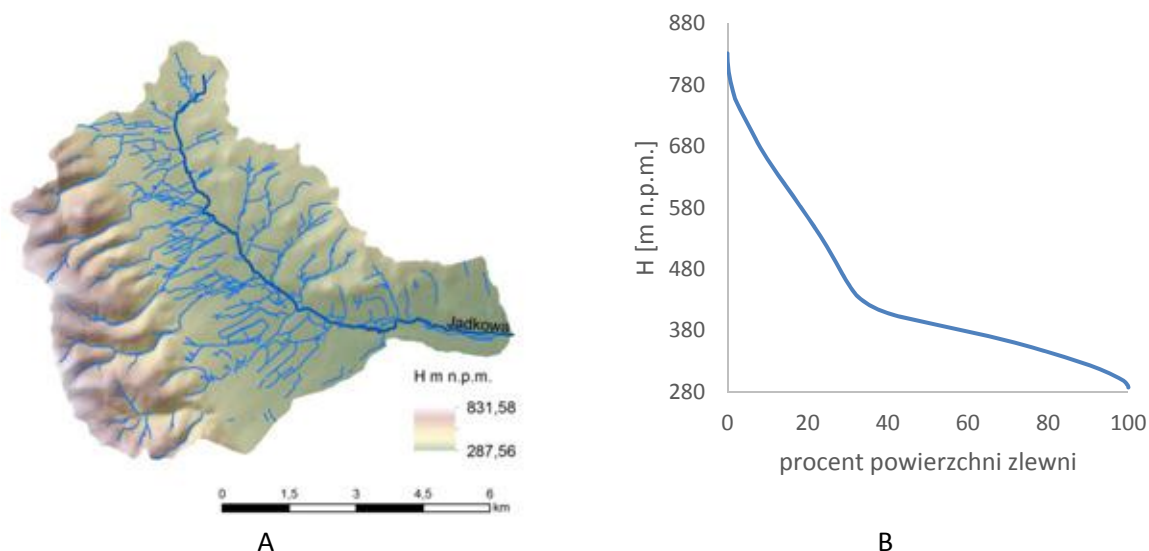 Jadkowa
H m n.p.m.
831,58
287,56
0 1,5 3 4,5 6
km
A
880
780
680
580
480
380
280
H [m n.p.m.]
0 20 40 60 80 100
procent powierzchni zlewni
B